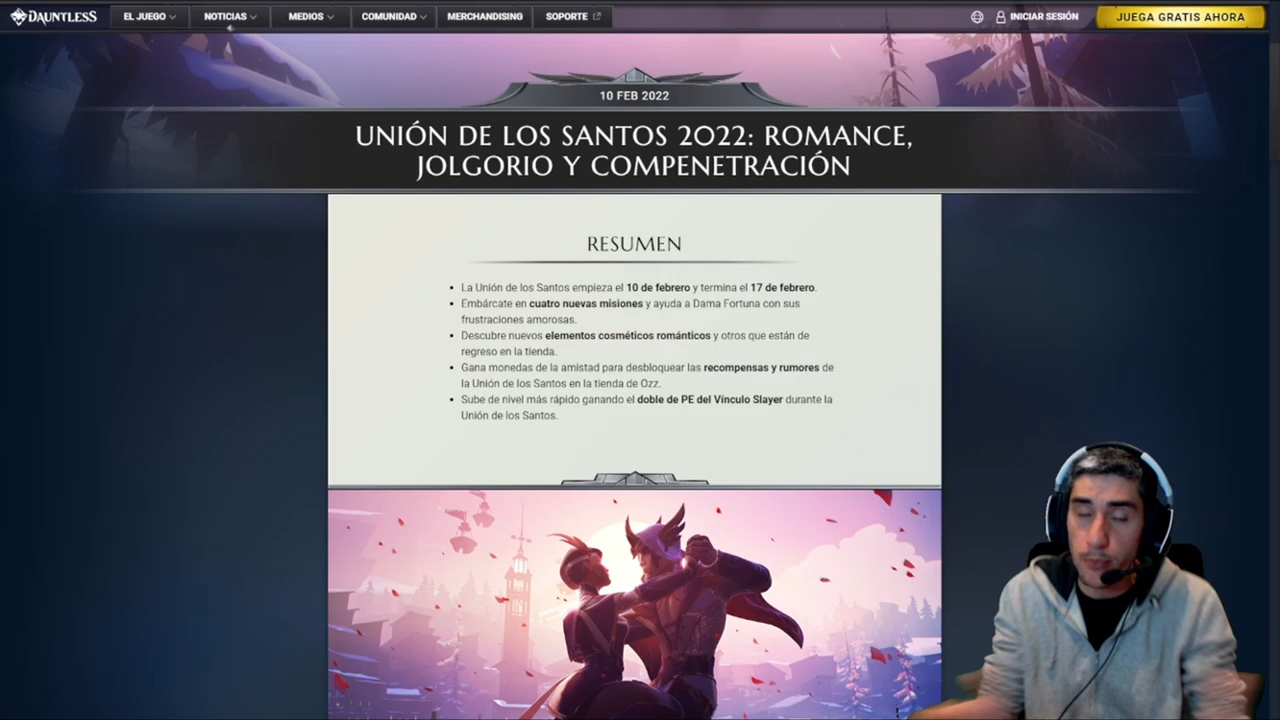 DAUNTLESS
EL JUEGO
NOTICIAS
MEDIOS
COMUNIDAD
MERCHANDISING
SOPORTE
INICIAR SESIÓN
JUEGA GRATIS AHORA
10 FEB 2022
UNIÓN DE LOS SANTOS 2022: ROMANCE,
JOLGORIO Y COMPENETRACIÓN
RESUMEN
La Unión de los Santos empieza el 10 de febrero y termina el 17 de febrero.
Embárcate en cuatro nuevas misiones y ayuda a Dama Fortuna con sus
frustraciones amorosas.
Descubre nuevos elementos cosméticos románticos y otros que están de
regreso en la tienda.
Gana monedas de la amistad para desbloquear las recompensas y rumores de
la Unión de los Santos en la tienda de Ozz.
Sube de nivel más rápido ganando el doble de PE del Vínculo Slayer durante la
Unión de los Santos.